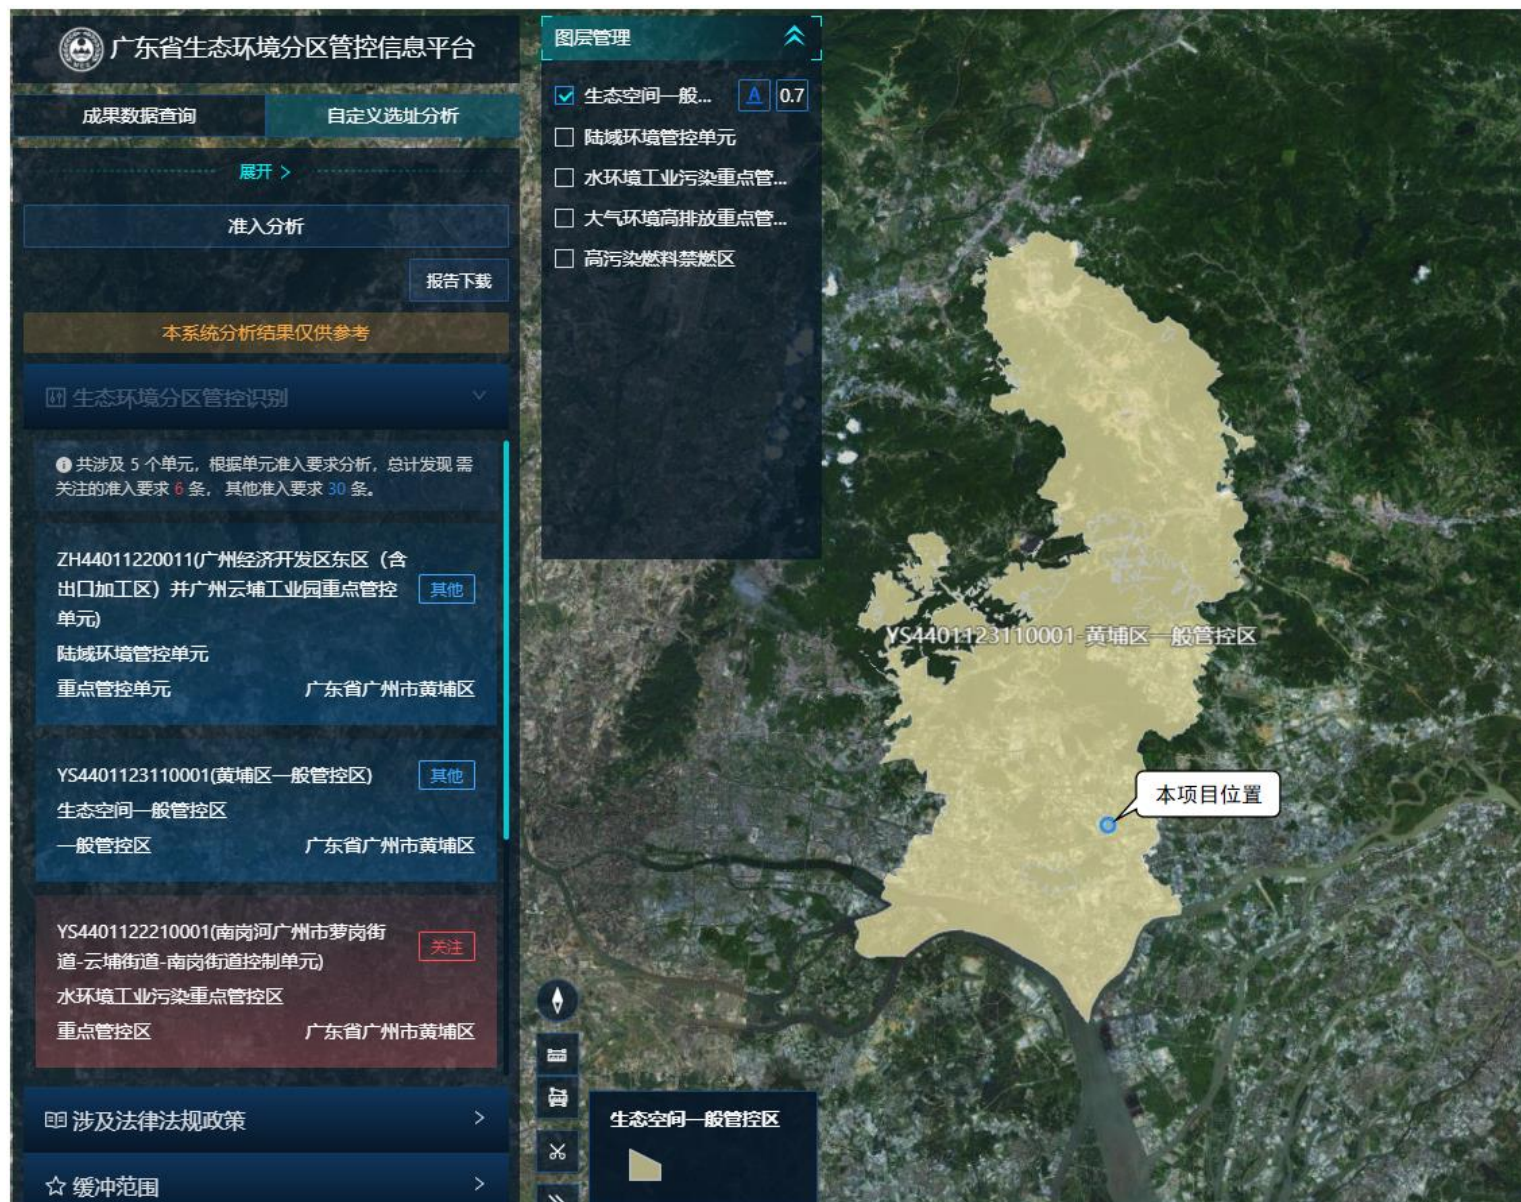 广东省生态环境分区管控信息平台
成果数据查询
自定义选址分析
展开 >
准入分析
报告下载
本系统分析结果仅供参考
生态环境分区管控识别
共涉及 5 个单元，根据单元准入要求分析，总计发现 需
关注的准入要求 6 条， 其他准入要求 30 条。
ZH44011220011(广州经济开发区东区（含
出口加工区）并广州云埔工业园重点管控
单元)
其他
陆域环境管控单元
重点管控单元
广东省广州市黄埔区
YS4401123110001(黄埔区一般管控区)
其他
生态空间一般管控区
一般管控区
广东省广州市黄埔区
YS4401122210001(南岗河广州市萝岗街
道-云埔街道-南岗街道控制单元)
关注
水环境工业污染重点管控区
重点管控区
广东省广州市黄埔区
涉及法律法规政策
缓冲范围
图层管理
生态空间一般... A 0.7
陆域环境管控单元
水环境工业污染重点管...
大气环境高排放重点管...
高污染燃料禁燃区
YS4401123110001-黄埔区一般管控区
本项目位置
生态空间一般管控区